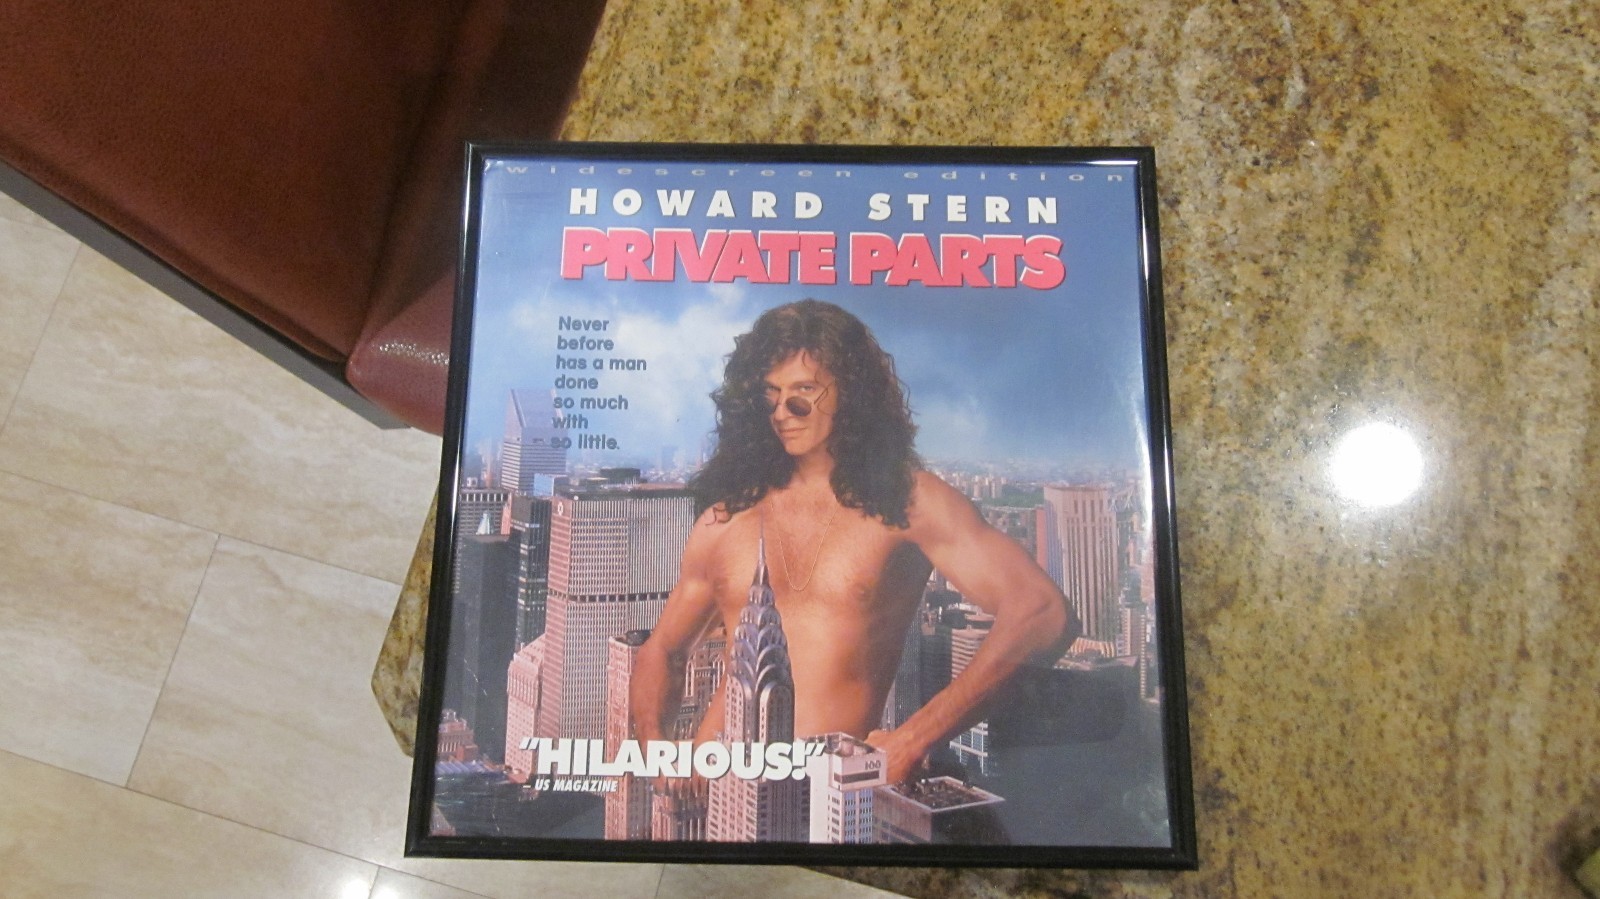 widescreen edition
HOWARD STERN
PRIVATE PARTS
Never
before
has a man
done
so much
with
so little.
"HILARIOUS!"
– US MAGAZINE